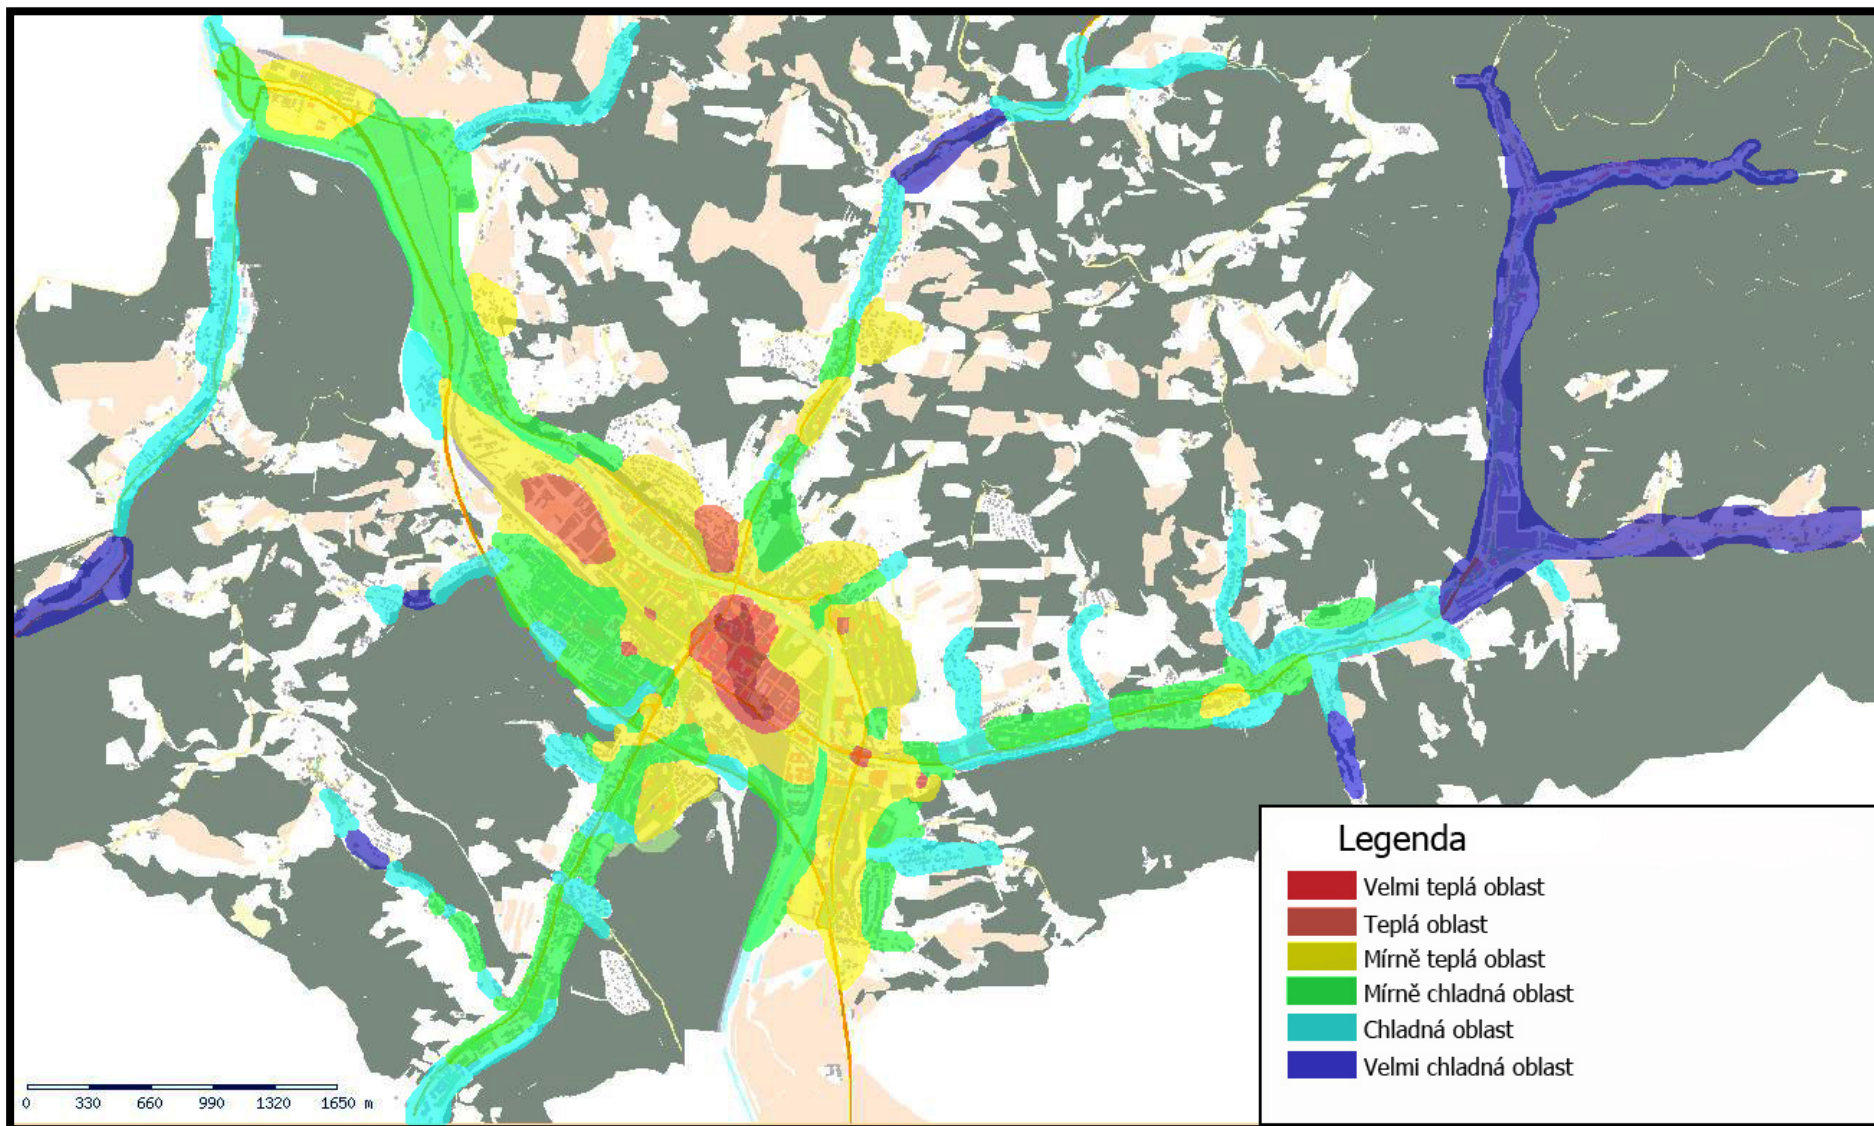 Legenda
Velmi teplá oblast
Teplá oblast
Mírně teplá oblast
Mírně chladná oblast
Chladná oblast
Velmi chladná oblast
0 330 660 990 1320 1650 m